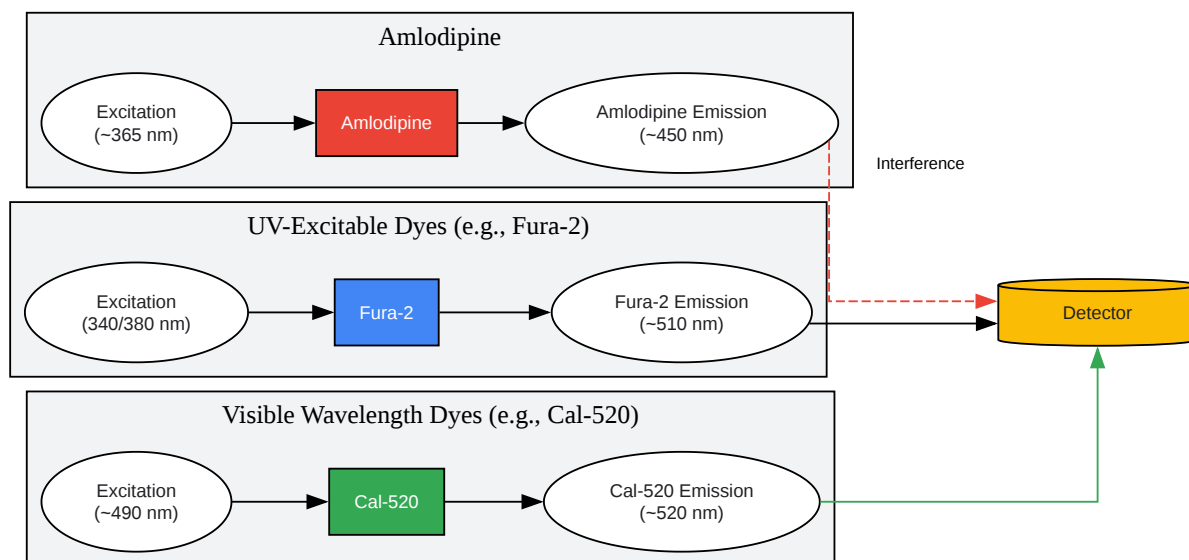 Amlodipine
Excitation
(~365 nm)
Amlodipine
Amlodipine Emission
(~450 nm)
Interference
UV-Excitable Dyes (e.g., Fura-2)
Excitation
(340/380 nm)
Fura-2
Fura-2 Emission
(~510 nm)
Detector
Visible Wavelength Dyes (e.g., Cal-520)
Excitation
(~490 nm)
Cal-520
Cal-520 Emission
(~520 nm)